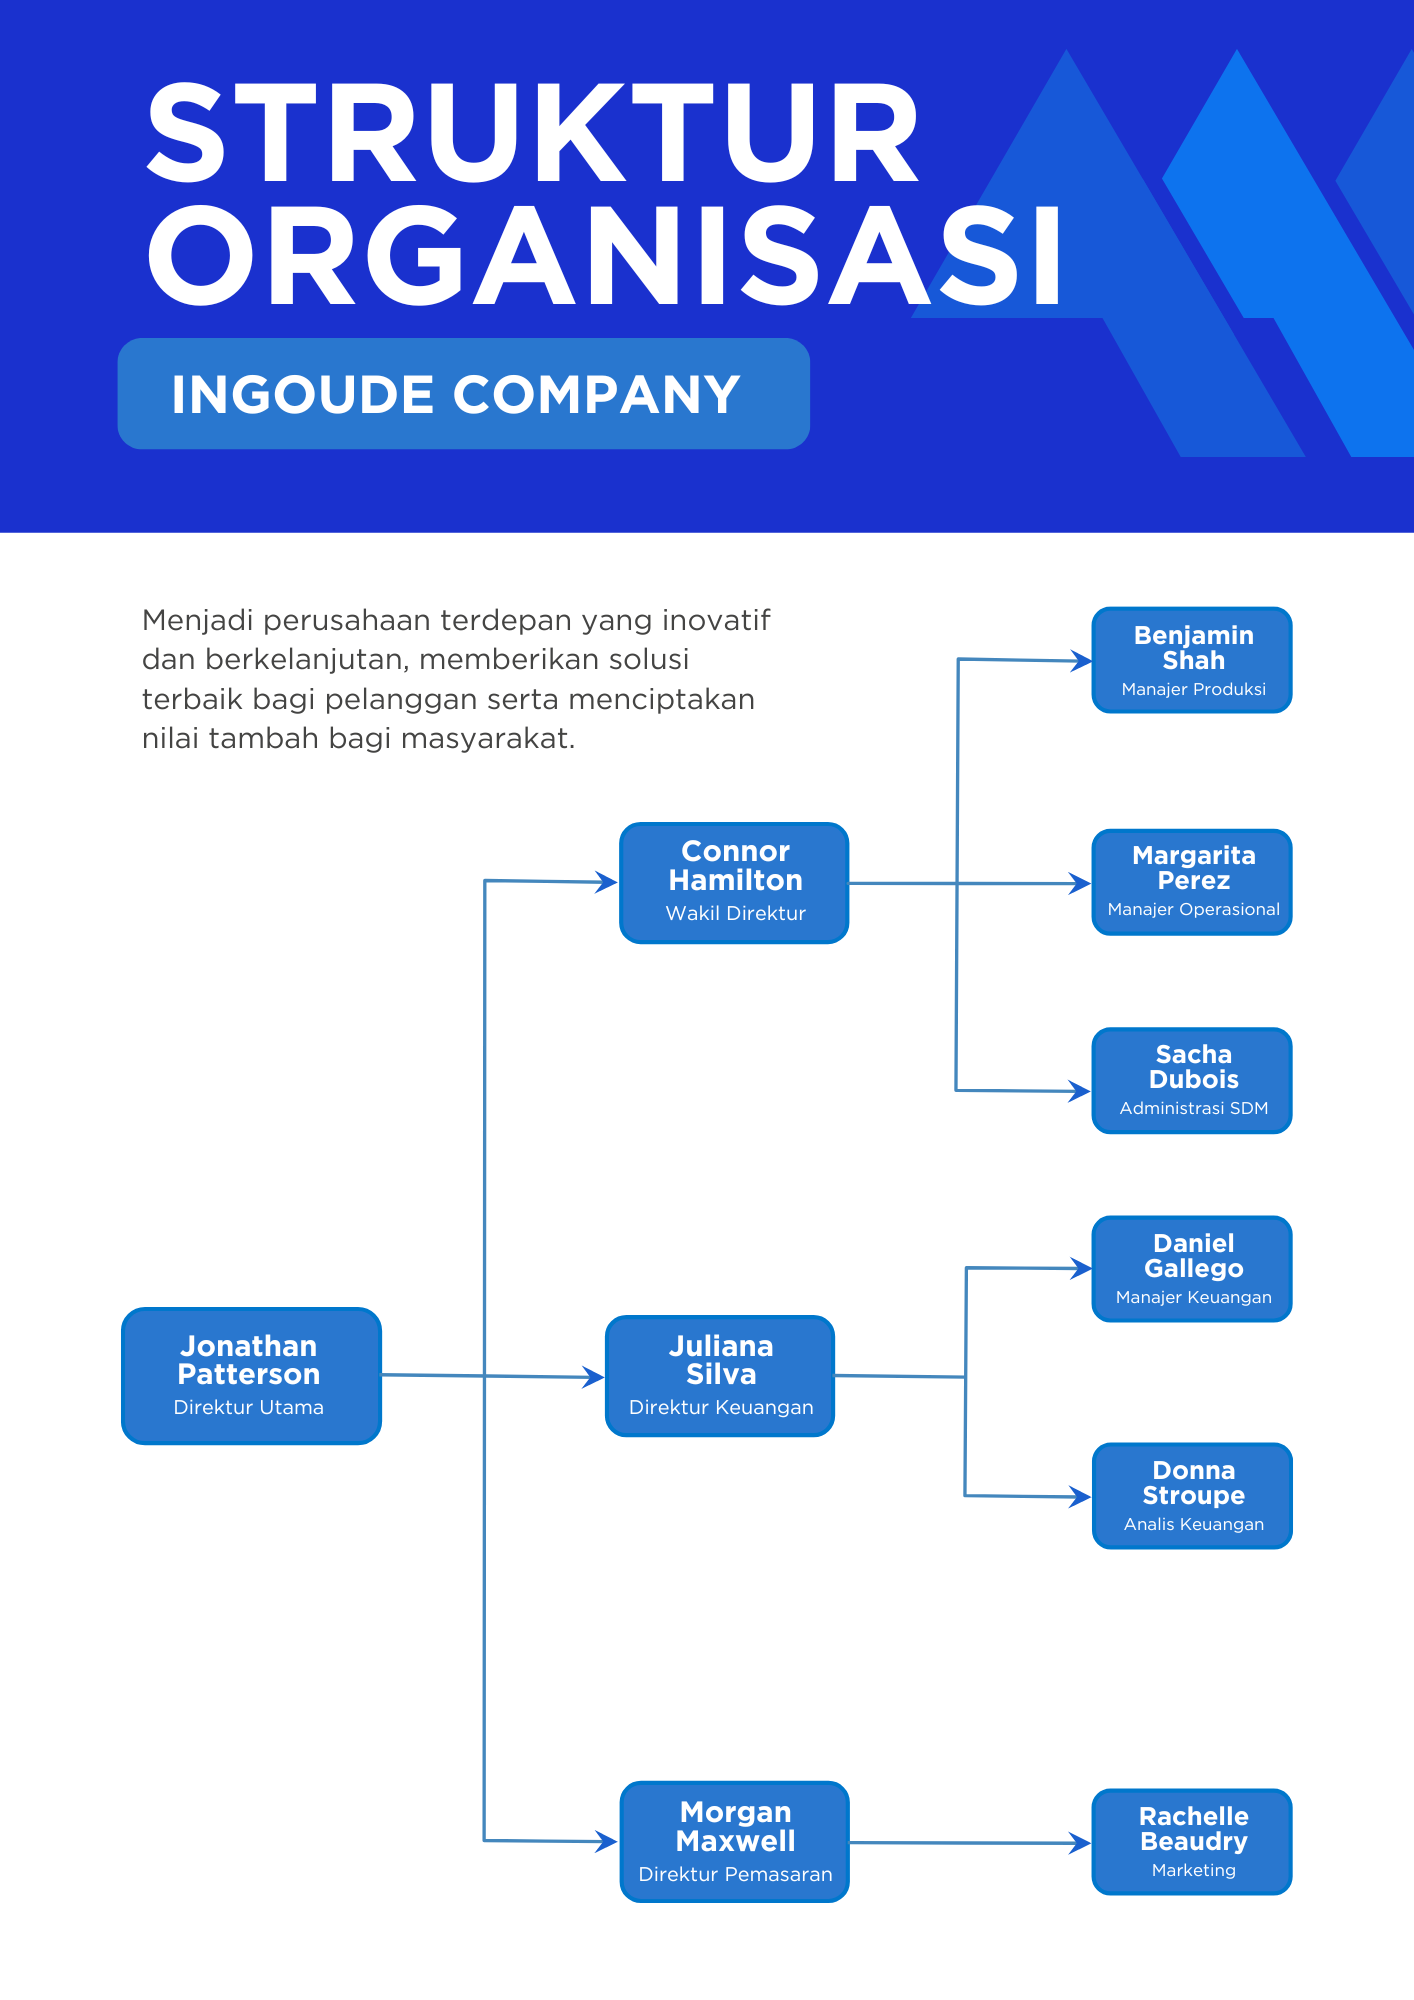 STRUKTUR
ORGANISASI
INGOUDE COMPANY
Menjadi perusahaan terdepan yang inovatif
dan berkelanjutan, memberikan solusi
terbaik bagi pelanggan serta menciptakan
nilai tambah bagi masyarakat.
Jonathan
Patterson
Direktur Utama
Connor
Hamilton
Wakil Direktur
Benjamin
Shah
Manajer Produksi
Margarita
Perez
Manajer Operasional
Sacha
Dubois
Administrasi SDM
Juliana
Silva
Direktur Keuangan
Daniel
Gallego
Manajer Keuangan
Donna
Stroupe
Analis Keuangan
Morgan
Maxwell
Direktur Pemasaran
Rachelle
Beaudry
Marketing